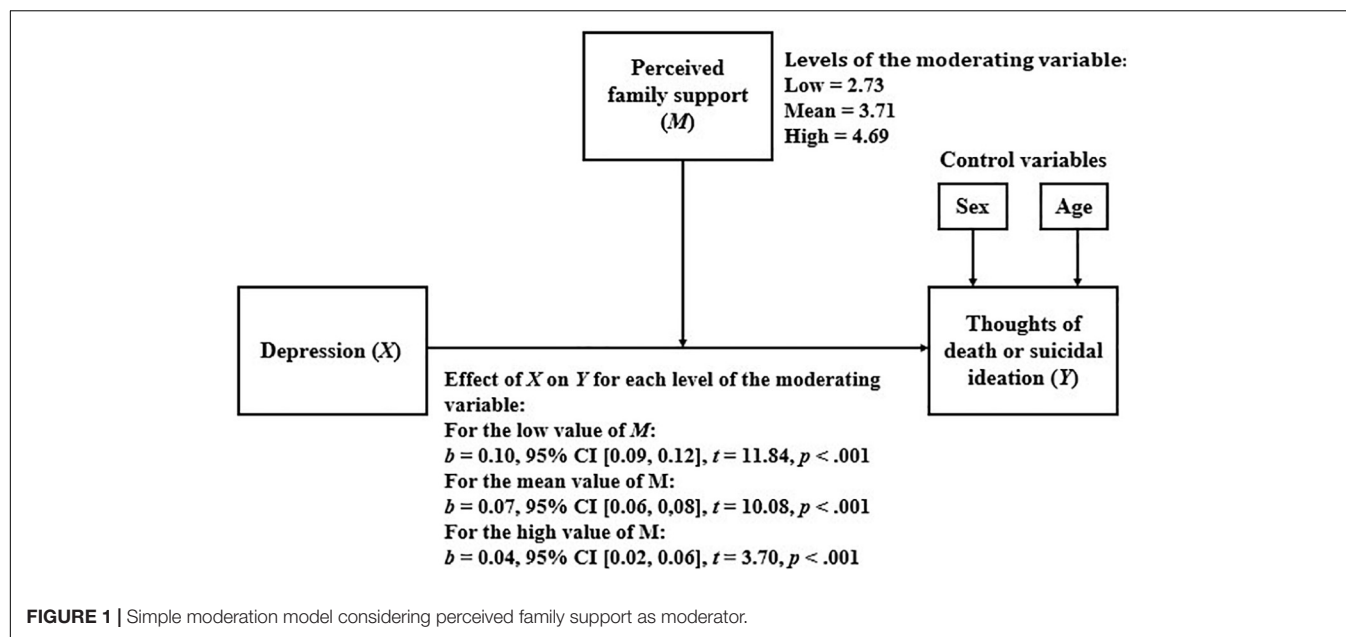 Perceived
family support
(M)
Levels of the moderating variable:
Low = 2.73
Mean = 3.71
High = 4.69
Control variables
Sex
Age
Depression (X)
Thoughts of
death or suicidal
ideation (Y)
Effect of X on Y for each level of the moderating
variable:
For the low value of M:
b = 0.10, 95% CI [0.09, 0.12], t = 11.84, p < .001
For the mean value of M:
b = 0.07, 95% CI [0.06, 0,08], t = 10.08, p < .001
For the high value of M:
b = 0.04, 95% CI [0.02, 0.06], t = 3.70, p < .001
FIGURE 1 | Simple moderation model considering perceived family support as moderator.